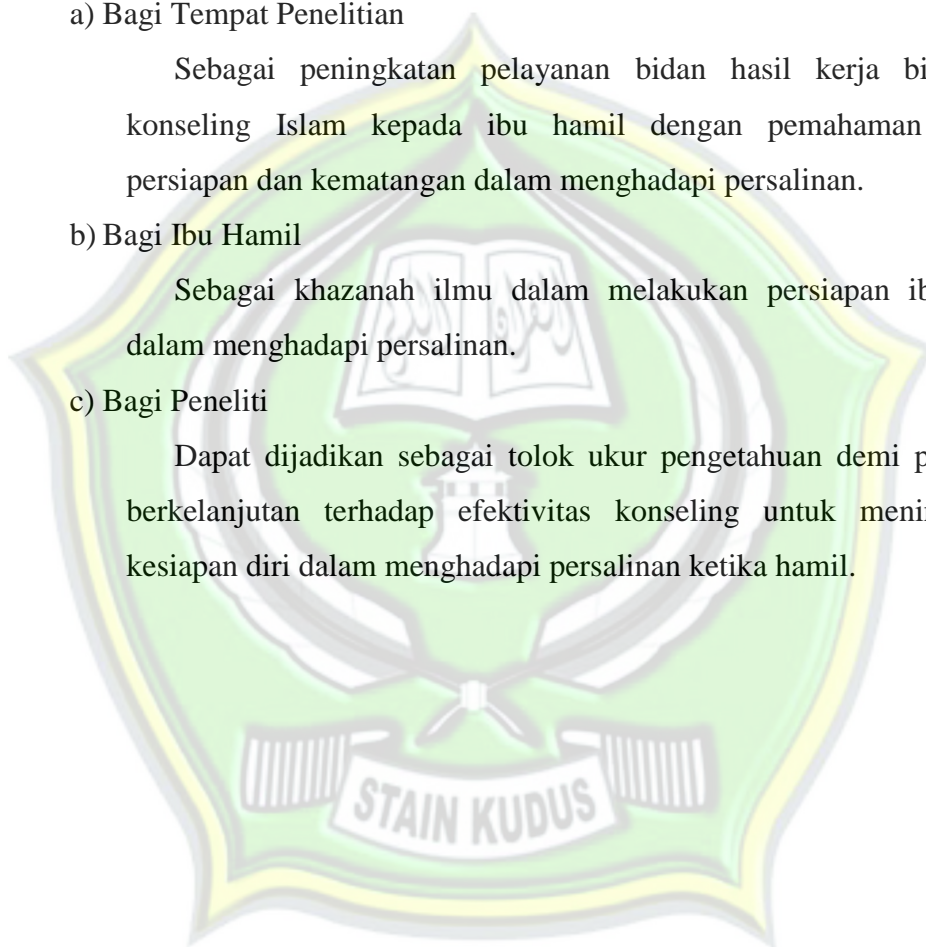 a) Bagi Tempat Penelitian
Sebagai peningkatan pelayanan bidan hasil kerja
konseling Islam kepada ibu hamil dengan pemahaman
persiapan dan kematangan dalam menghadapi persalinan.
b) Bagi Ibu Hamil
Sebagai khazanah ilmu dalam melakukan persiapan
dalam menghadapi persalinan.
c) Bagi Peneliti
Dapat dijadikan sebagai tolok ukur pengetahuan demi
berkelanjutan terhadap efektivitas konseling untuk
kesiapan diri dalam menghadapi persalinan ketika hamil.
STAIN KUDUS